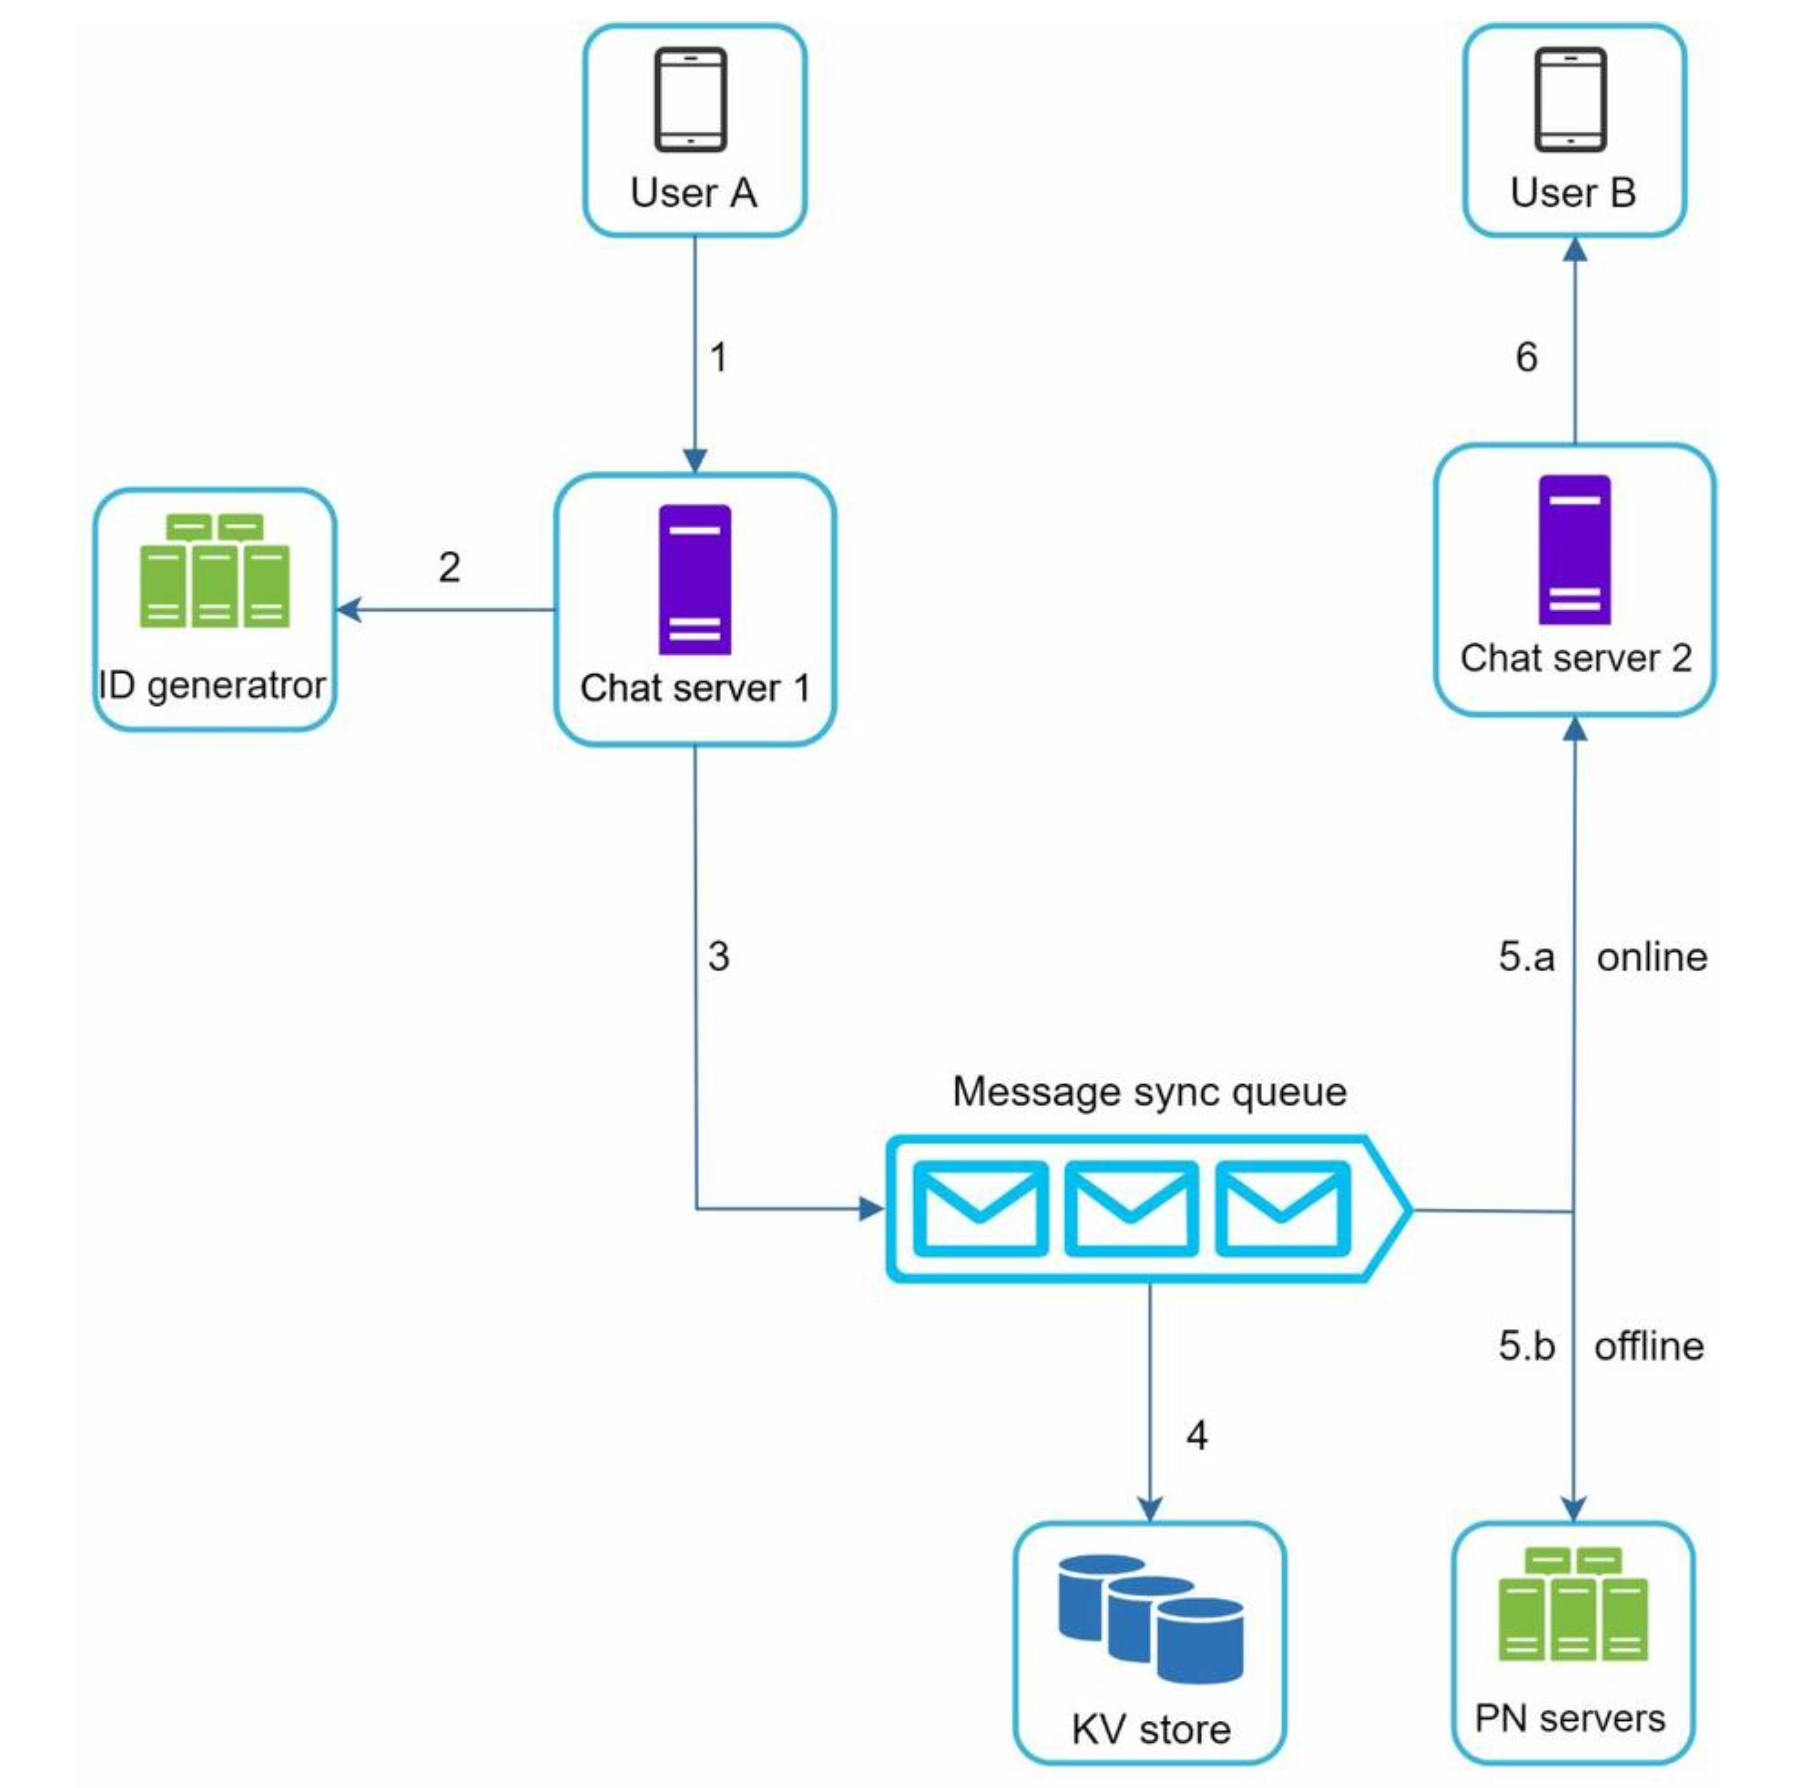 User A
User B
1
6
2
ID generatror
Chat server 1
Chat server 2
3
5.a online
Message sync queue
5.b offline
4
KV store
PN servers